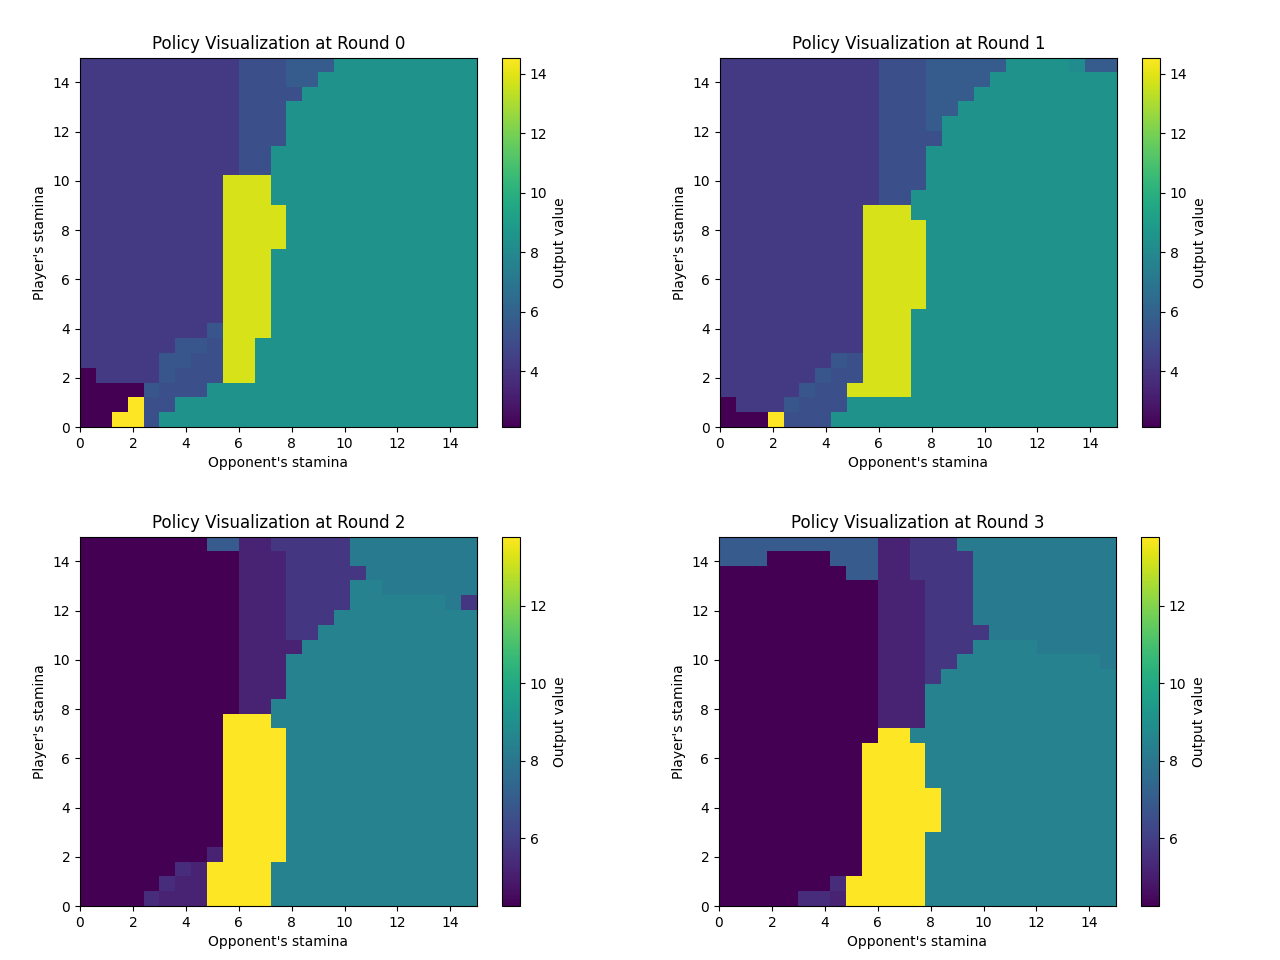 Policy Visualization at Round 0
Player's stamina
14
12
10
8
6
4
2
0
0 2 4 6 8 10 12 14
Opponent's stamina
14
12
10
8
6
4
Output value
Policy Visualization at Round 1
Player's stamina
14
12
10
8
6
4
2
0
0 2 4 6 8 10 12 14
Opponent's stamina
14
12
10
8
6
4
Output value
Policy Visualization at Round 2
Player's stamina
14
12
10
8
6
4
2
0
0 2 4 6 8 10 12 14
Opponent's stamina
12
10
8
6
Output value
Policy Visualization at Round 3
Player's stamina
14
12
10
8
6
4
2
0
0 2 4 6 8 10 12 14
Opponent's stamina
12
10
8
6
Output value